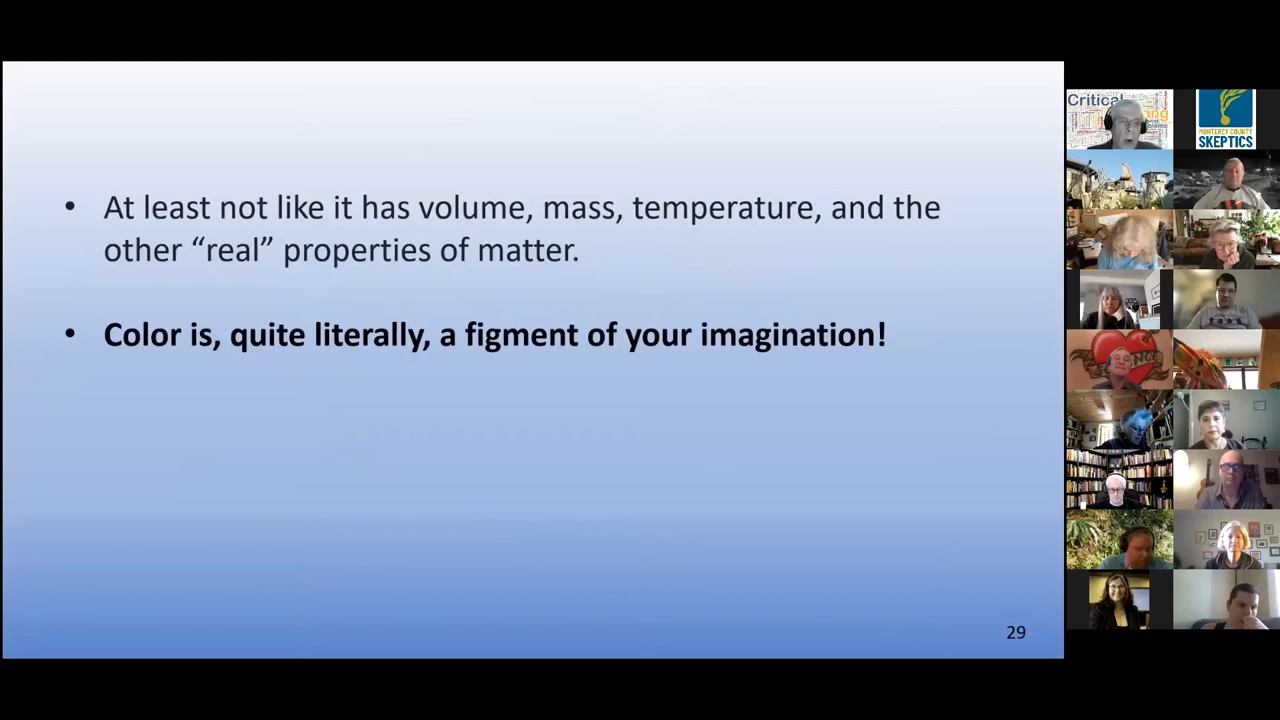 • At least not like it has volume, mass, temperature, and the
other “real” properties of matter.
• Color is, quite literally, a figment of your imagination!
29
Critical
MONTEREY COUNTY
SKEPTICS